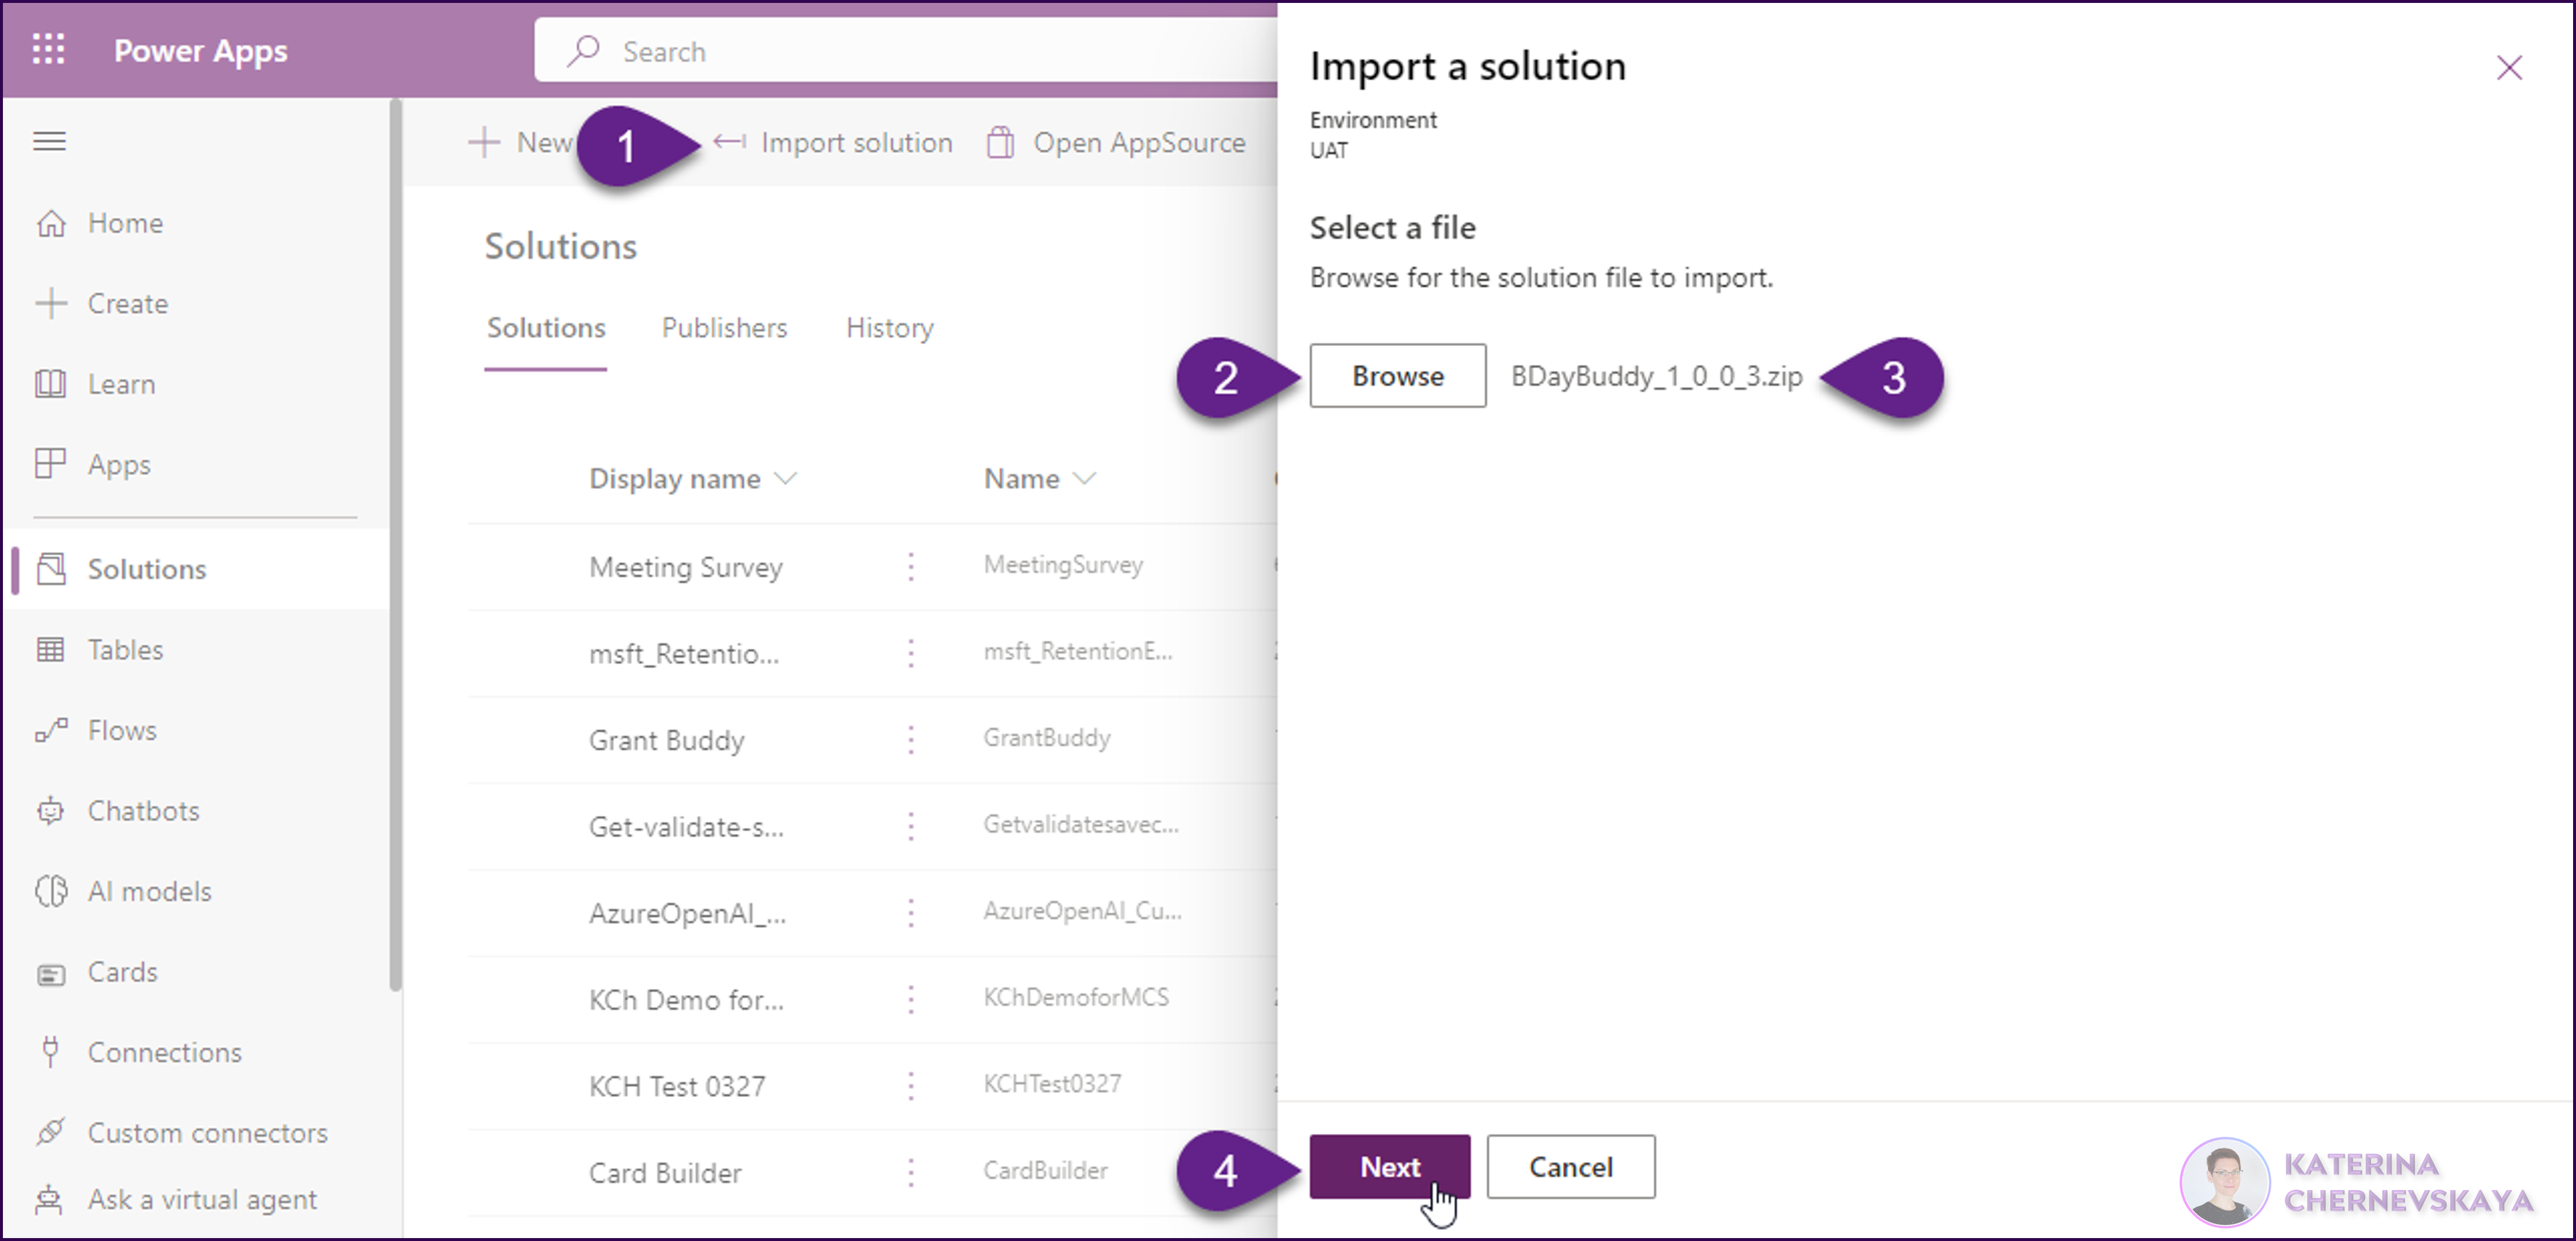 Power Apps
Search
New
1
Import solution
Open AppSource
Home
Create
Learn
Apps
Solutions
Tables
Flows
Chatbots
AI models
Cards
Connections
Custom connectors
Ask a virtual agent
Solutions
Solutions Publishers History
Display name Name
Meeting Survey MeetingSurvey
msft_Retentio... msft_RetentionE...
Grant Buddy GrantBuddy
Get-validate-s... Getvalidatesavec...
AzureOpenAI_... AzureOpenAI_Cu...
KCh Demo for... KChDemoforMCS
KCH Test 0327 KCHTest0327
Card Builder CardBuilder
Import a solution
Environment
UAT
Select a file
Browse for the solution file to import.
2 Browse BDayBuddy_1_0_0_3.zip 3
4 Next Cancel
KATERINA
CHERNEVSKAYA